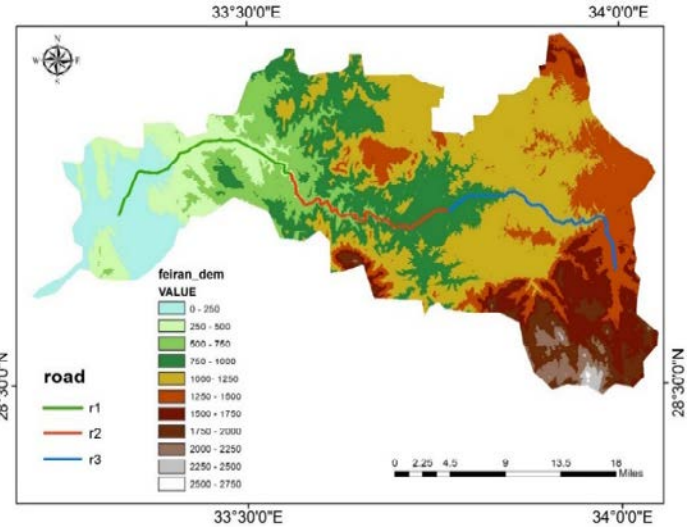 33°30'0"E 34°0'0"E
N
W E
S
feiran_dem
VALUE
0 - 250
250 - 500
500 - 750
750 - 1000
1000 - 1250
1250 - 1500
1500 - 1750
1750 - 2000
2000 - 2250
2250 - 2500
2500 - 2750
road
r1
r2
r3
28°30'0"N
28°30'0"N
0 2.25 4.5 9 13.5 18
Miles
33°30'0"E 34°0'0"E